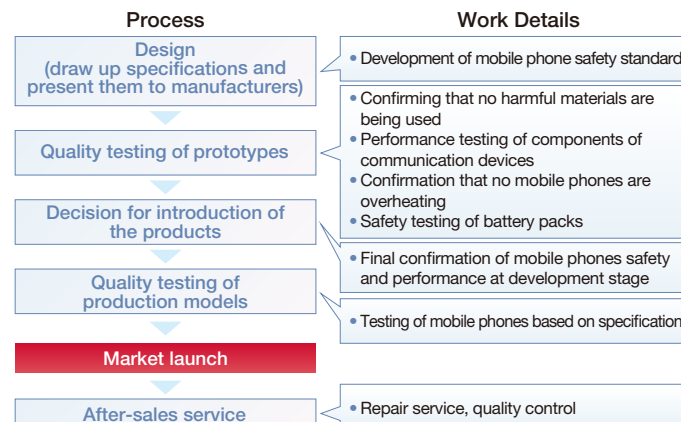 Process
Work Details
Design
(draw up specifications and
present them to manufacturers)
• Development of mobile phone safety standard
Quality testing of prototypes
• Confirming that no harmful materials are
being used
• Performance testing of components of
communication devices
• Confirmation that no mobile phones are
overheating
• Safety testing of battery packs
Decision for introduction of
the products
• Final confirmation of mobile phones safety
and performance at development stage
Quality testing of
production models
• Testing of mobile phones based on specification
Market launch
After-sales service
• Repair service, quality control